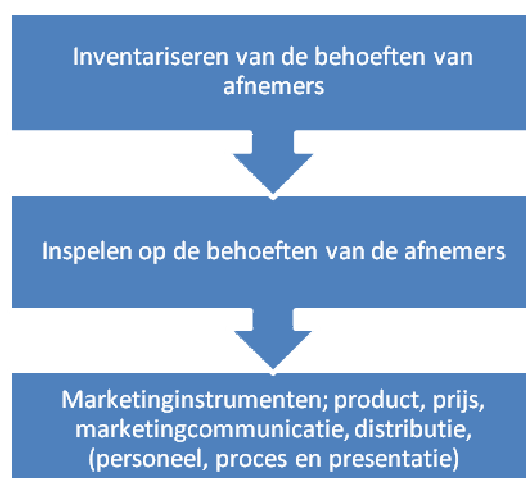 Inventariseren van de behoeften van
afnemers
Inspelen op de behoeften van de afnemers
Marketinginstrumenten; product, prijs,
marketingcommunicatie, distributie,
(personeel, proces en presentatie)